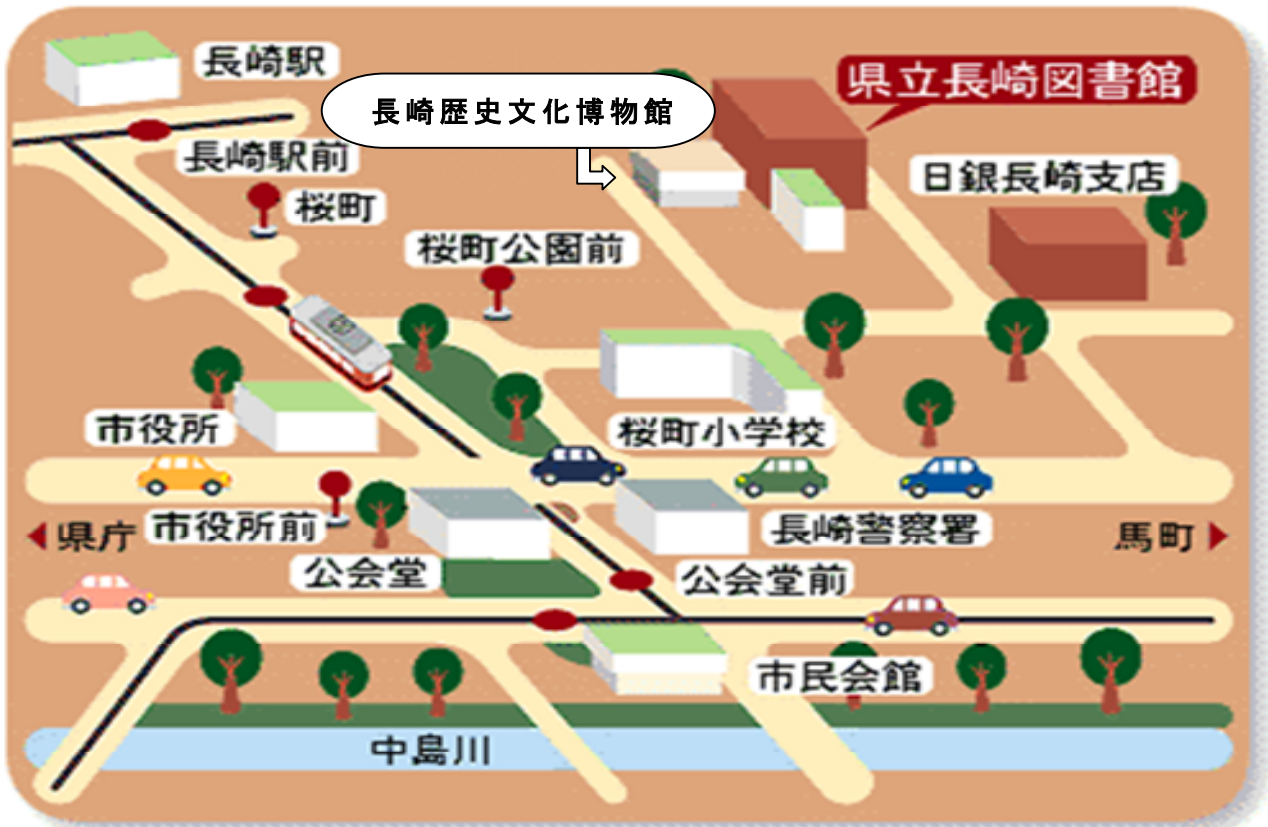 長崎駅
県立長崎図書館
長崎歴史文化博物館
長崎駅前
日銀長崎支店
桜町
桜町公園前
市役所
桜町小学校
市役所前
長崎警察署
県庁
馬町
公会堂
公会堂前
市民会館
中島川